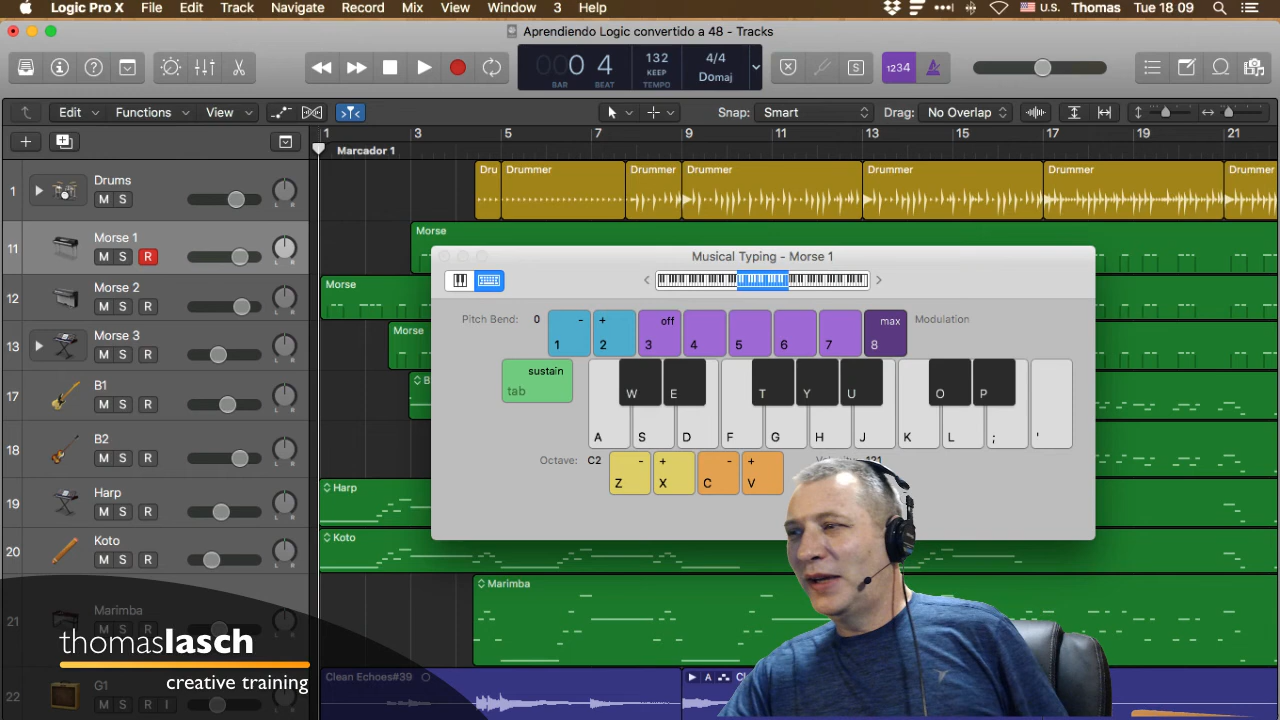 Logic Pro X File Edit Track Navigate Record Mix View Window 3 Help U.S. Thomas Tue 18 09
Aprendiendo Logic convertido a 48 - Tracks
000 4 132 4/4 1234
KEEP Domaj
BAR BEAT TEMPO
Edit Functions View Snap: Smart Drag: No Overlap
1 3 5 7 9 11 13 15 17 19 21
Marcador 1
1 Drums Dru Drummer Drummer Drummer Drummer Drummer Drummer
M S L R
11 Morse 1 Morse
M S R L R
12 Morse 2 Morse
M S R L R
13 Morse 3 Morse
M S R L R
17 B1 B
M S R L R
18 B2
M S R L R
19 Harp Harp
M S R L R
20 Koto Koto
M S R L R
21 Marimba Marimba
M S R L R
22 G1 Clean Echoes#39 A Cl
M S R I L R
Musical Typing - Morse 1
Pitch Bend: 0 - + off max Modulation
1 2 3 4 5 6 7 8
sustain
tab
W E T Y U O P
A S D F G H J K L ; '
Octave: C2 - + - +
Z X C V
thomaslasch
creative training